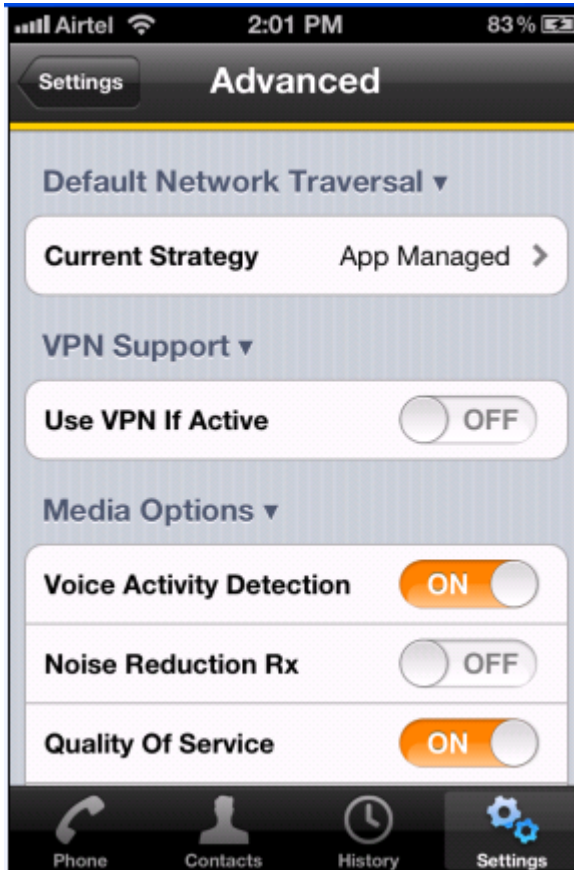 Airtel 2:01 PM 83%
Settings Advanced
Default Network Traversal ▾
Current Strategy App Managed >
VPN Support ▾
Use VPN If Active OFF
Media Options ▾
Voice Activity Detection ON
Noise Reduction Rx OFF
Quality Of Service ON
Phone Contacts History Settings